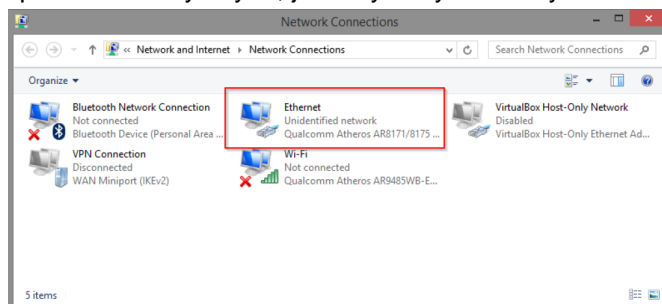 Network Connections
« Network and Internet ▸ Network Connections
Search Network Connections
Organize
Bluetooth Network Connection
Not connected
Bluetooth Device (Personal Area ...
Ethernet
Unidentified network
Qualcomm Atheros AR8171/8175 ...
VirtualBox Host-Only Network
Disabled
VirtualBox Host-Only Ethernet Ad...
VPN Connection
Disconnected
WAN Miniport (IKEv2)
Wi-Fi
Not connected
Qualcomm Atheros AR9485WB-E...
5 items